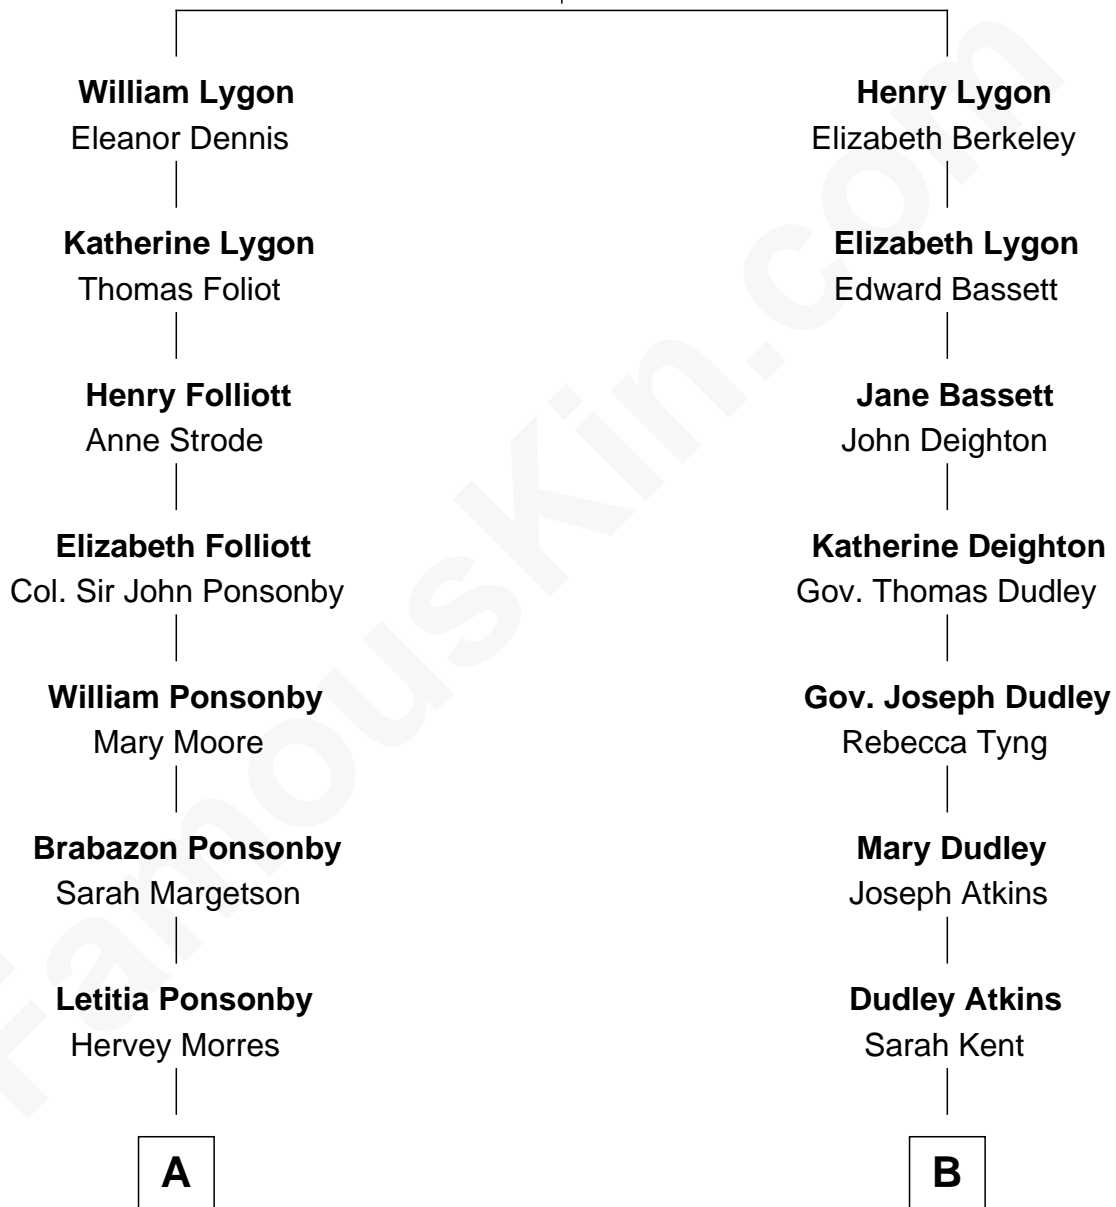 William Lygon
Eleanor Dennis
Katherine Lygon
Thomas Foliot
Henry Folliott
Anne Strode
Elizabeth Folliott
Col. Sir John Ponsonby
William Ponsonby
Mary Moore
Brabazon Ponsonby
Sarah Margetson
Letitia Ponsonby
Hervey Morres
A
Henry Lygon
Elizabeth Berkeley
Elizabeth Lygon
Edward Bassett
Jane Bassett
John Deighton
Katherine Deighton
Gov. Thomas Dudley
Gov. Joseph Dudley
Rebecca Tyng
Mary Dudley
Joseph Atkins
Dudley Atkins
Sarah Kent
B
FamousKin.com